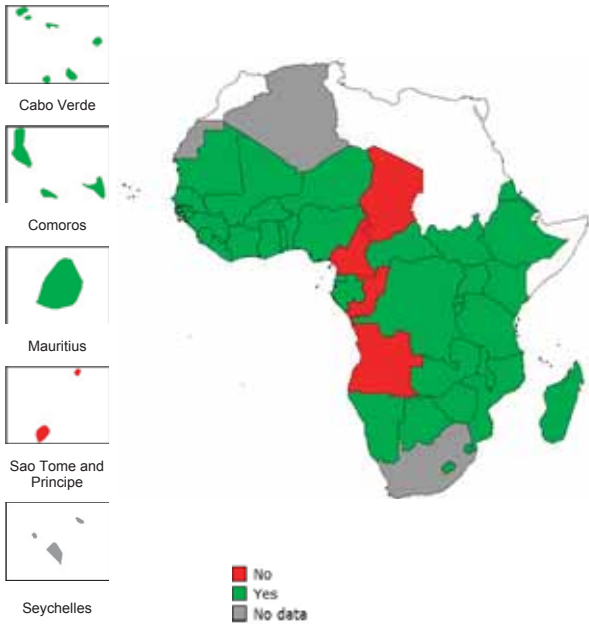 Cabo Verde
Comoros
Mauritius
Sao Tome and
Principe
Seychelles
No
Yes
No data